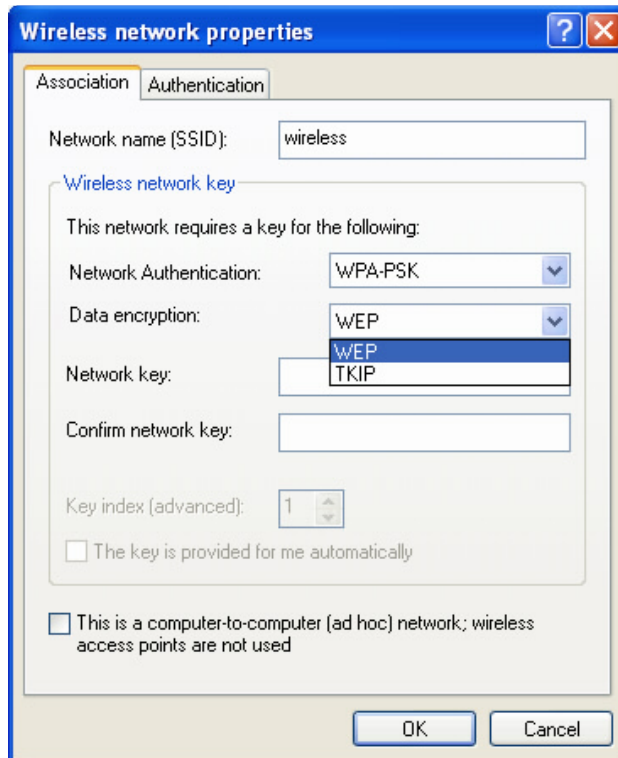 Wireless network properties
Association Authentication
Network name (SSID): wireless
Wireless network key
This network requires a key for the following:
Network Authentication: WPA-PSK
Data encryption: WEP
WEP
TKIP
Network key:
Confirm network key:
Key index (advanced): 1
The key is provided for me automatically
This is a computer-to-computer (ad hoc) network; wireless
access points are not used
OK Cancel